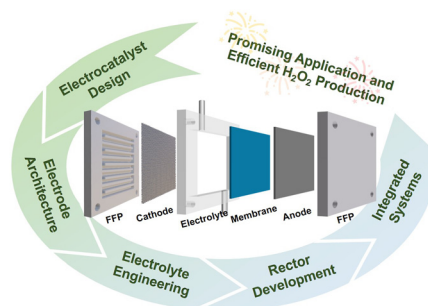 Electrocatalyst
Design
Promising Application and
Efficient H₂O₂ Production
Electrode
Architecture
FFP
Cathode
Electrolyte
Membrane
Anode
FFP
Integrated
Systems
Electrolyte
Engineering
Rector
Development